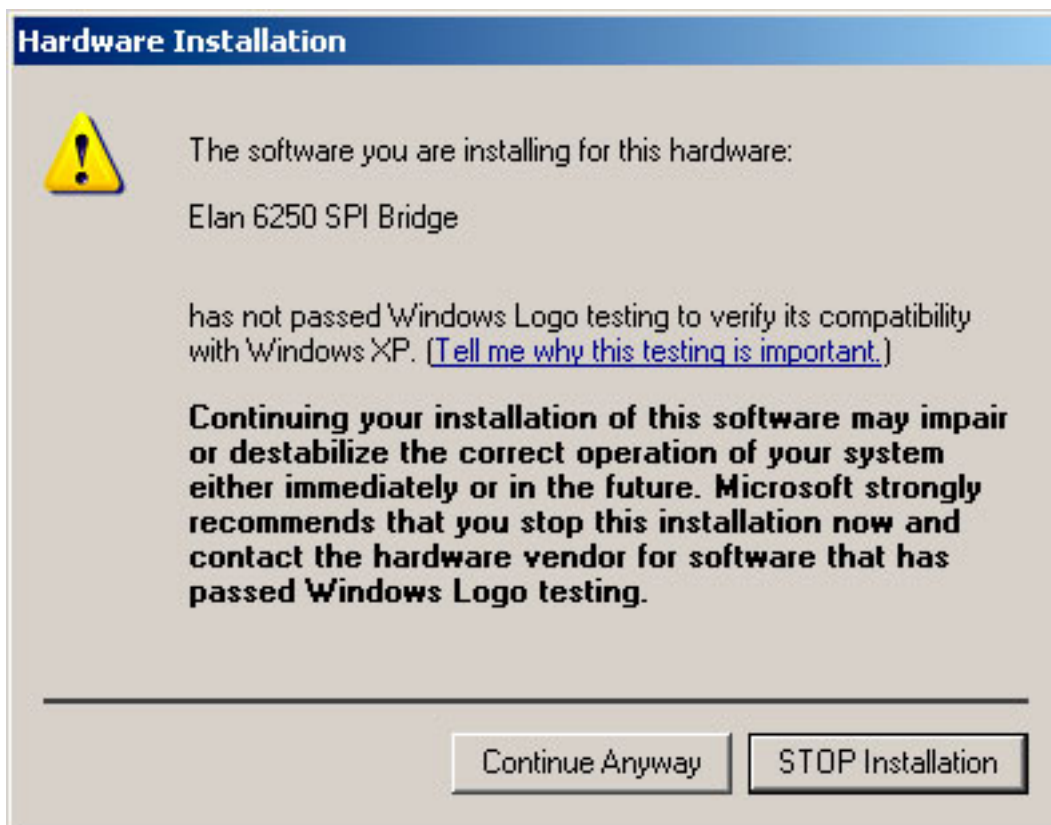 Hardware Installation
The software you are installing for this hardware:
Elan 6250 SPI Bridge
has not passed Windows Logo testing to verify its compatibility
with Windows XP. (Tell me why this testing is important.)
Continuing your installation of this software may impair
or destabilize the correct operation of your system
either immediately or in the future. Microsoft strongly
recommends that you stop this installation now and
contact the hardware vendor for software that has
passed Windows Logo testing.
Continue Anyway
STOP Installation